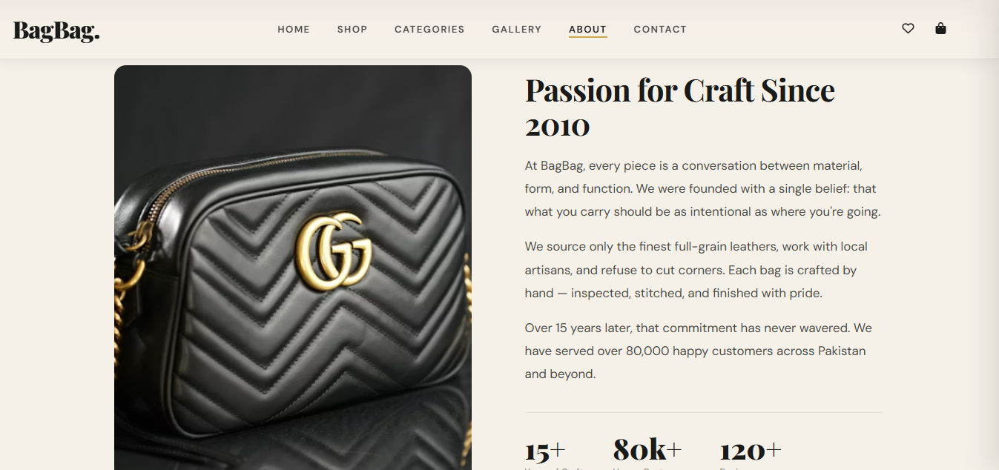 BagBag.
HOME SHOP CATEGORIES GALLERY ABOUT CONTACT
Passion for Craft Since
2010
At BagBag, every piece is a conversation between material,
form, and function. We were founded with a single belief: that
what you carry should be as intentional as where you're going.
We source only the finest full-grain leathers, work with local
artisans, and refuse to cut corners. Each bag is crafted by
hand — inspected, stitched, and finished with pride.
Over 15 years later, that commitment has never wavered. We
have served over 80,000 happy customers across Pakistan
and beyond.
15+ 80k+ 120+